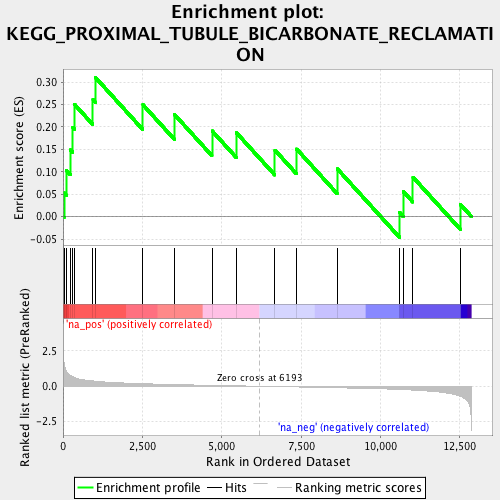 Enrichment plot:
KEGG_PROXIMAL_TUBULE_BICARBONATE_RECLAMATI
ON
Enrichment score (ES)
0.30
0.25
0.20
0.15
0.10
0.05
0.00
-0.05
'na_pos' (positively correlated)
Ranked list metric (PreRanked)
2.5
0.0
-2.5
Zero cross at 6193
'na_neg' (negatively correlated)
0
2,500
5,000
7,500
10,000
12,500
Rank in Ordered Dataset
Enrichment profile
Hits
Ranking metric scores